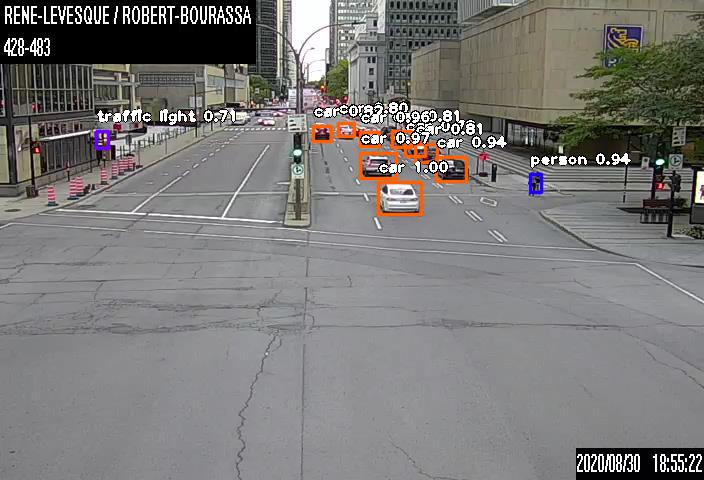 RENE-LEVESQUE / ROBERT-BOURASSA
428-483
traffic light 0.71
car 0.96
car 0.97
car 0.81
car 0.94
car 1.00
person 0.94
2020/08/30 18:55:22